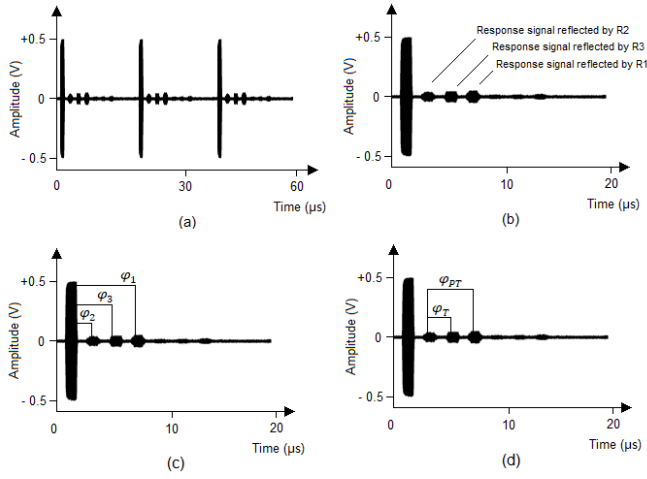 +0.5
Amplitude (V)
0
- 0.5
0
30
60
Time (µs)
(a)
+0.5
Response signal reflected by R2
Response signal reflected by R3
Response signal reflected by R1
Amplitude (V)
0
- 0.5
0
10
20
Time (µs)
(b)
+0.5
φ1
φ3
φ2
Amplitude (V)
0
- 0.5
0
10
20
Time (µs)
(c)
+0.5
φPT
φT
Amplitude (V)
0
- 0.5
0
10
20
Time (µs)
(d)